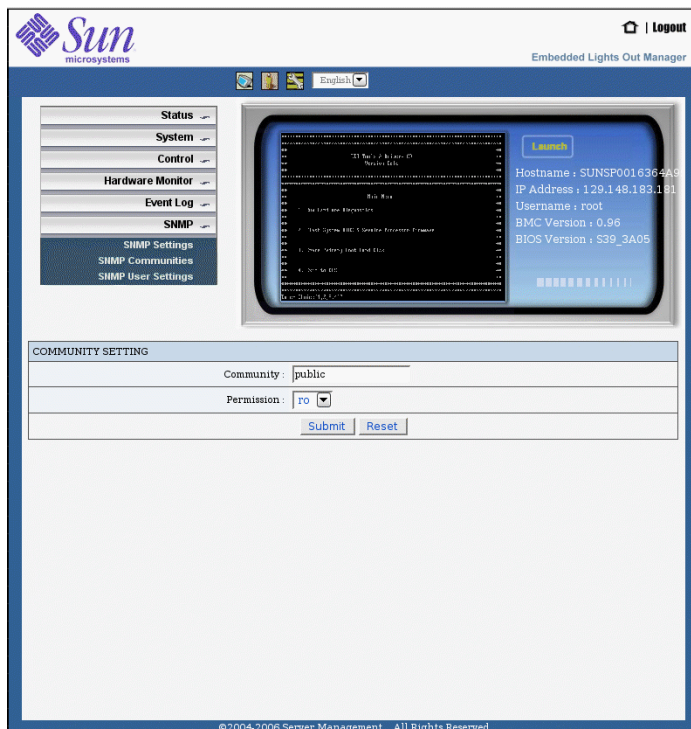 Sun
microsystems
| Logout
Embedded Lights Out Manager
English
Status
System
Control
Hardware Monitor
Event Log
SNMP
SNMP Settings
SNMP Communities
SNMP User Settings
Main Menu
Launch
Hostname : SUNSP0016364A9
IP Address : 129.148.183.181
Username : root
BMC Version : 0.96
BIOS Version : S39_3A05
COMMUNITY SETTING
Community : public
Permission : ro
Submit Reset
©2004-2006 Server Management All Rights Reserved